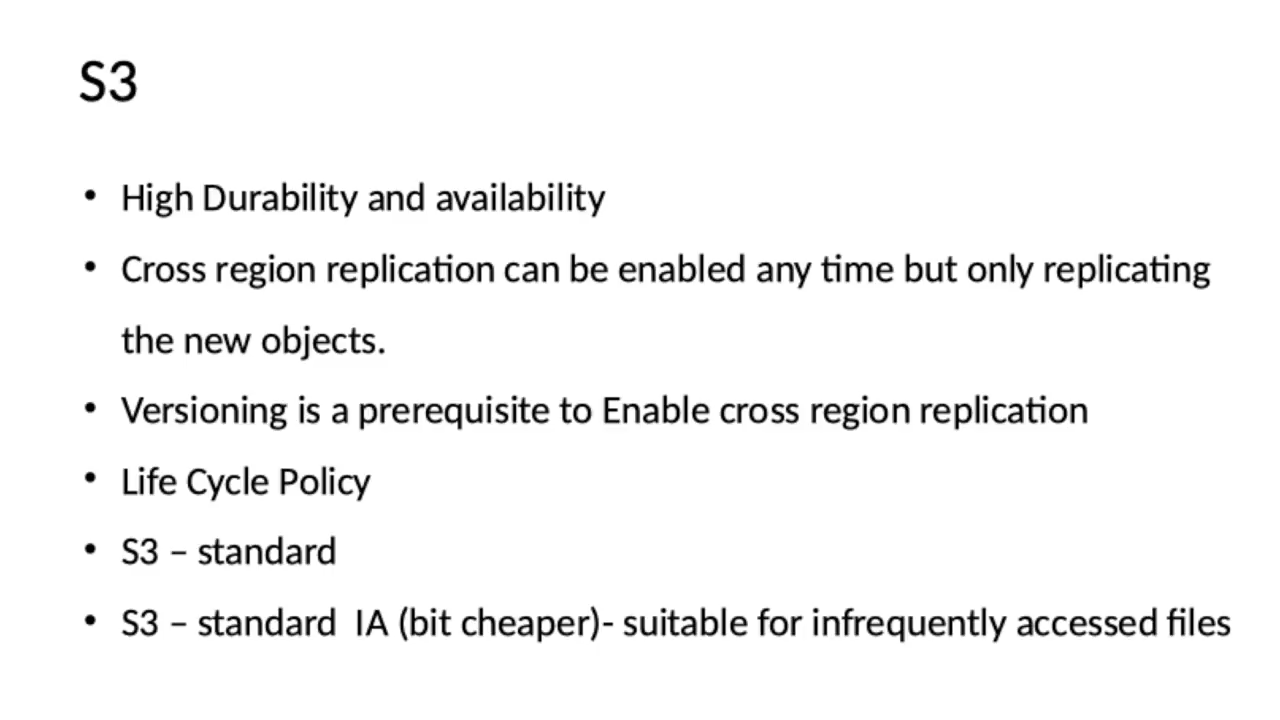 S3
• High Durability and availability
• Cross region replication can be enabled any time but only replicating
the new objects.
• Versioning is a prerequisite to Enable cross region replication
• Life Cycle Policy
• S3 – standard
• S3 – standard  IA (bit cheaper)- suitable for infrequently accessed files